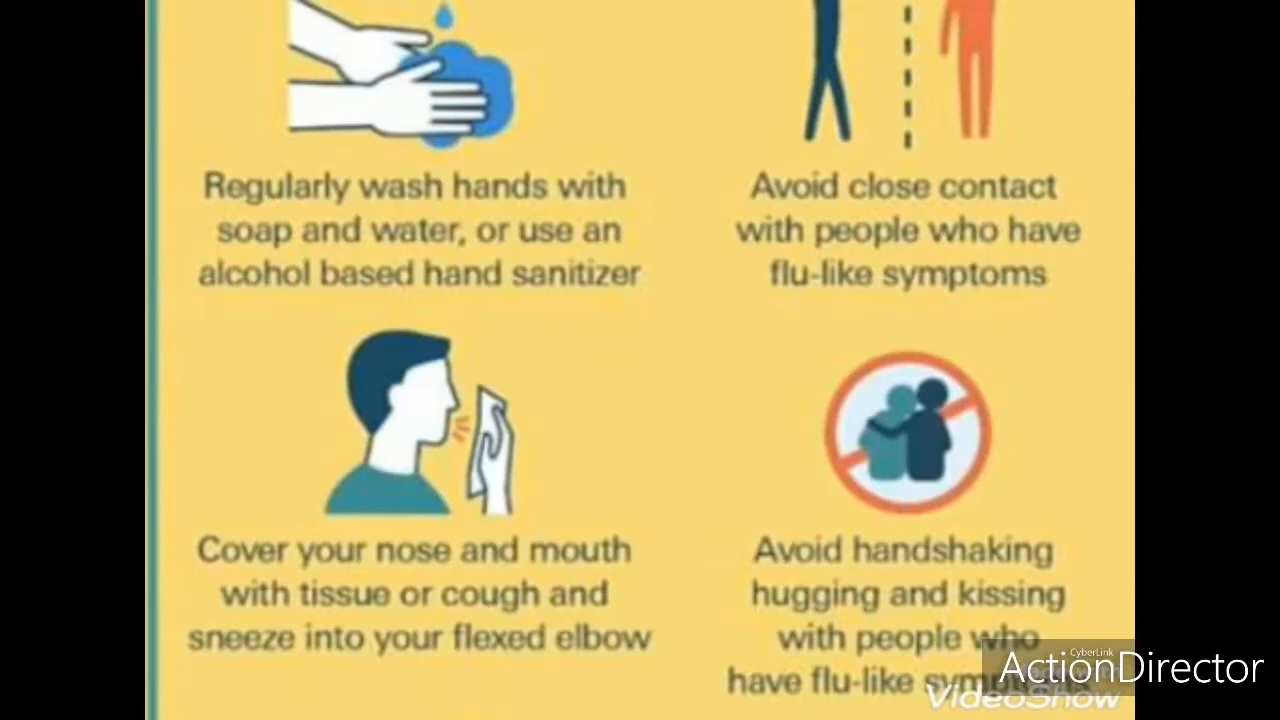 Regularly wash hands with
soap and water, or use an
alcohol based hand sanitizer
Avoid close contact
with people who have
flu-like symptoms
Cover your nose and mouth
with tissue or cough and
sneeze into your flexed elbow
Avoid handshaking
hugging and kissing
with people who
have flu-like
CyberLink
ActionDirector
VideoShow